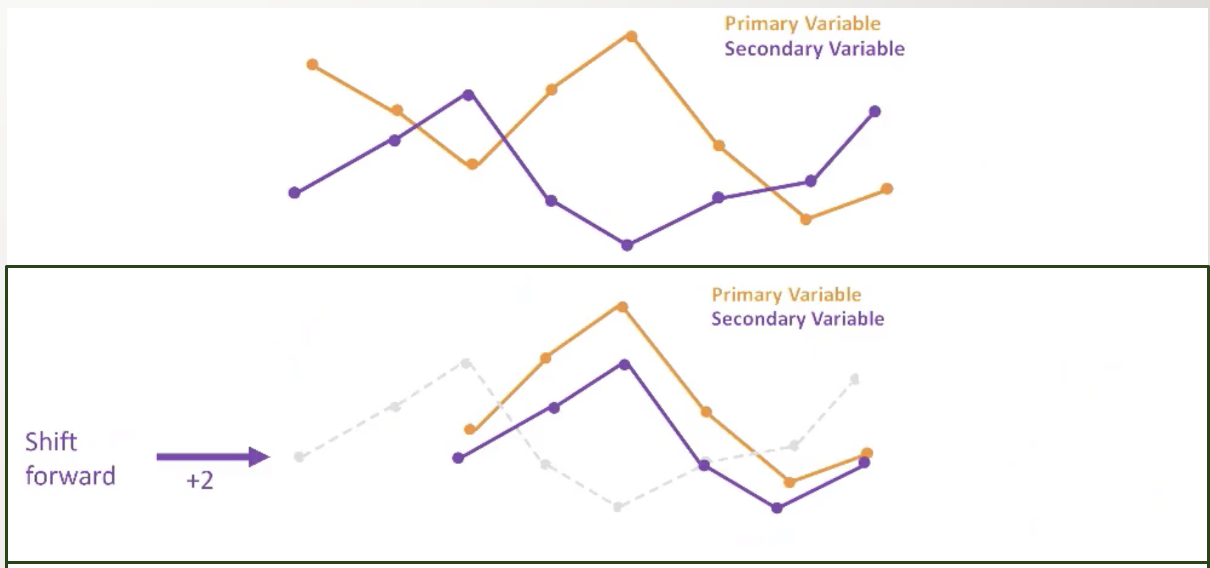 Primary Variable
Secondary Variable
Primary Variable
Secondary Variable
Shift
forward
+2